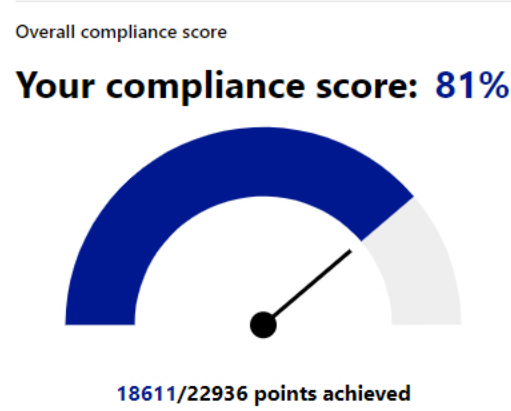 Overall compliance score
Your compliance score: 81%
18611/22936 points achieved